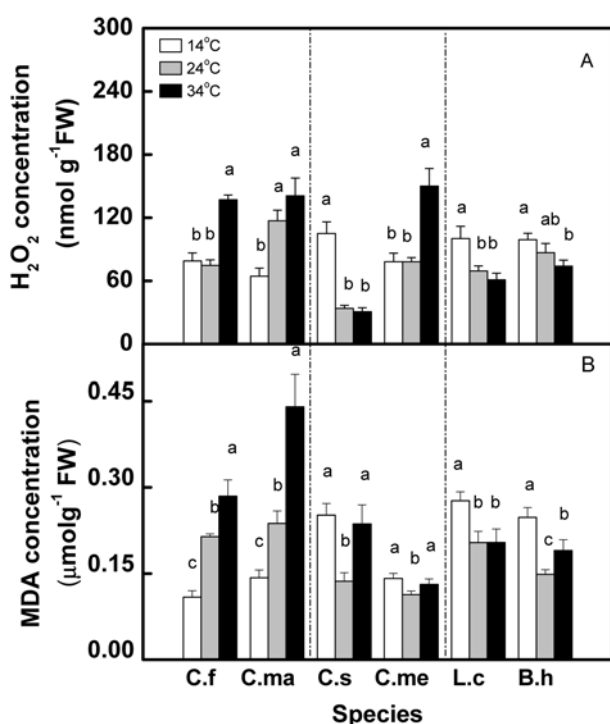 300
14°C
24°C
34°C
A
240
180
120
60
0
H₂O₂ concentration
(nmol g⁻¹FW)
b b a
b a a
a b b
b b a
a b b
a ab b
B
0.45
0.30
0.15
0.00
MDA concentration
(μmolg⁻¹ FW)
c b a
c b a
a b a
a b a
a b b
a c b
C.f C.ma C.s C.me L.c B.h
Species